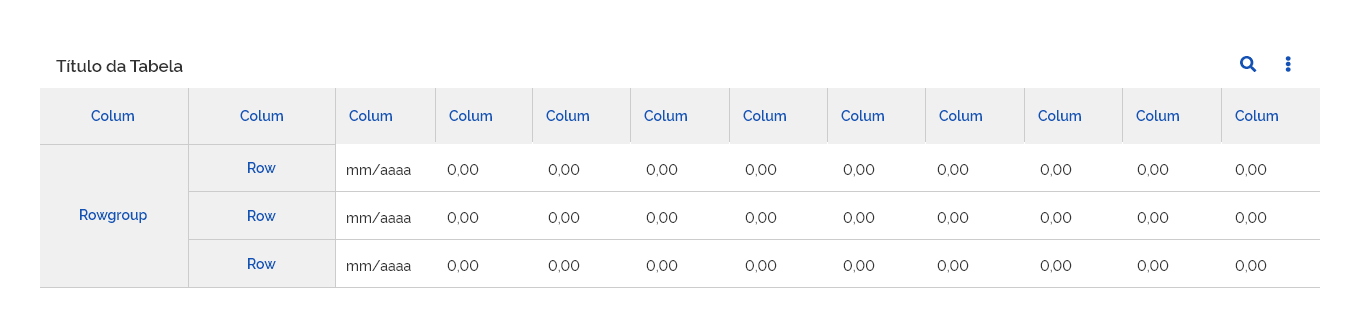 Título da Tabela
Colum Colum Colum Colum Colum Colum Colum Colum Colum Colum Colum Colum
Row mm/aaaa 0,00 0,00 0,00 0,00 0,00 0,00 0,00 0,00 0,00
Rowgroup Row mm/aaaa 0,00 0,00 0,00 0,00 0,00 0,00 0,00 0,00 0,00
Row mm/aaaa 0,00 0,00 0,00 0,00 0,00 0,00 0,00 0,00 0,00